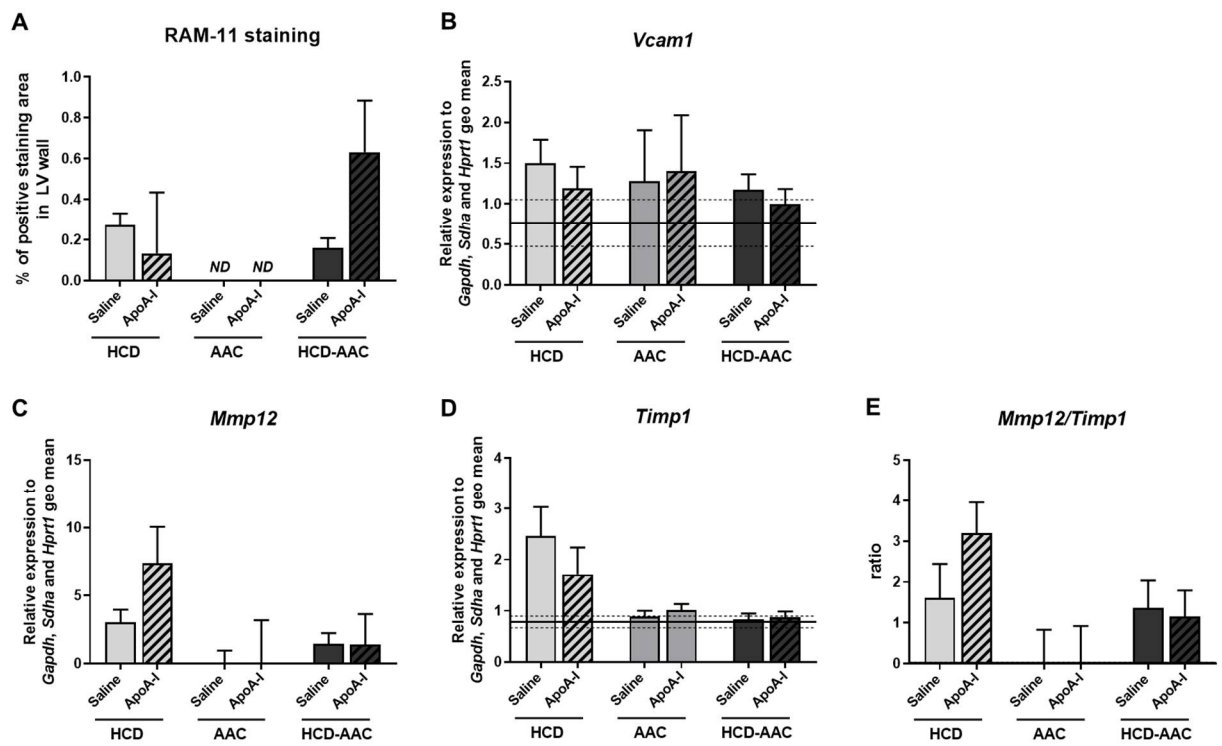 A
RAM-11 staining
% of positive staining area
in LV wall
1.0
0.8
0.6
0.4
0.2
0.0
ND
ND
Saline
ApoA-I
Saline
ApoA-I
Saline
ApoA-I
HCD
AAC
HCD-AAC
B
Vcam1
Relative expression to
Gapdh, Sdha and Hprt1 geo mean
2.5
2.0
1.5
1.0
0.5
0.0
Saline
ApoA-I
Saline
ApoA-I
Saline
ApoA-I
HCD
AAC
HCD-AAC
C
Mmp12
Relative expression to
Gapdh, Sdha and Hprt1 geo mean
15
10
5
0
Saline
ApoA-I
Saline
ApoA-I
Saline
ApoA-I
HCD
AAC
HCD-AAC
D
Timp1
Relative expression to
Gapdh, Sdha and Hprt1 geo mean
4
3
2
1
0
Saline
ApoA-I
Saline
ApoA-I
Saline
ApoA-I
HCD
AAC
HCD-AAC
E
Mmp12/Timp1
ratio
5
4
3
2
1
0
Saline
ApoA-I
Saline
ApoA-I
Saline
ApoA-I
HCD
AAC
HCD-AAC